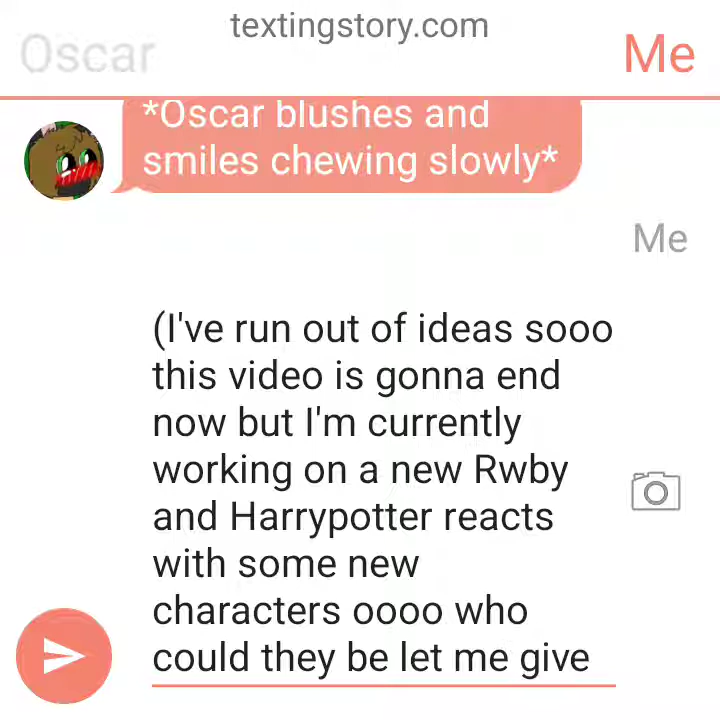 textingstory.com
Oscar
Me
*Oscar blushes and
smiles chewing slowly*
Me
(I've run out of ideas sooo
this video is gonna end
now but I'm currently
working on a new Rwby
and Harrypotter reacts
with some new
characters oooo who
could they be let me give